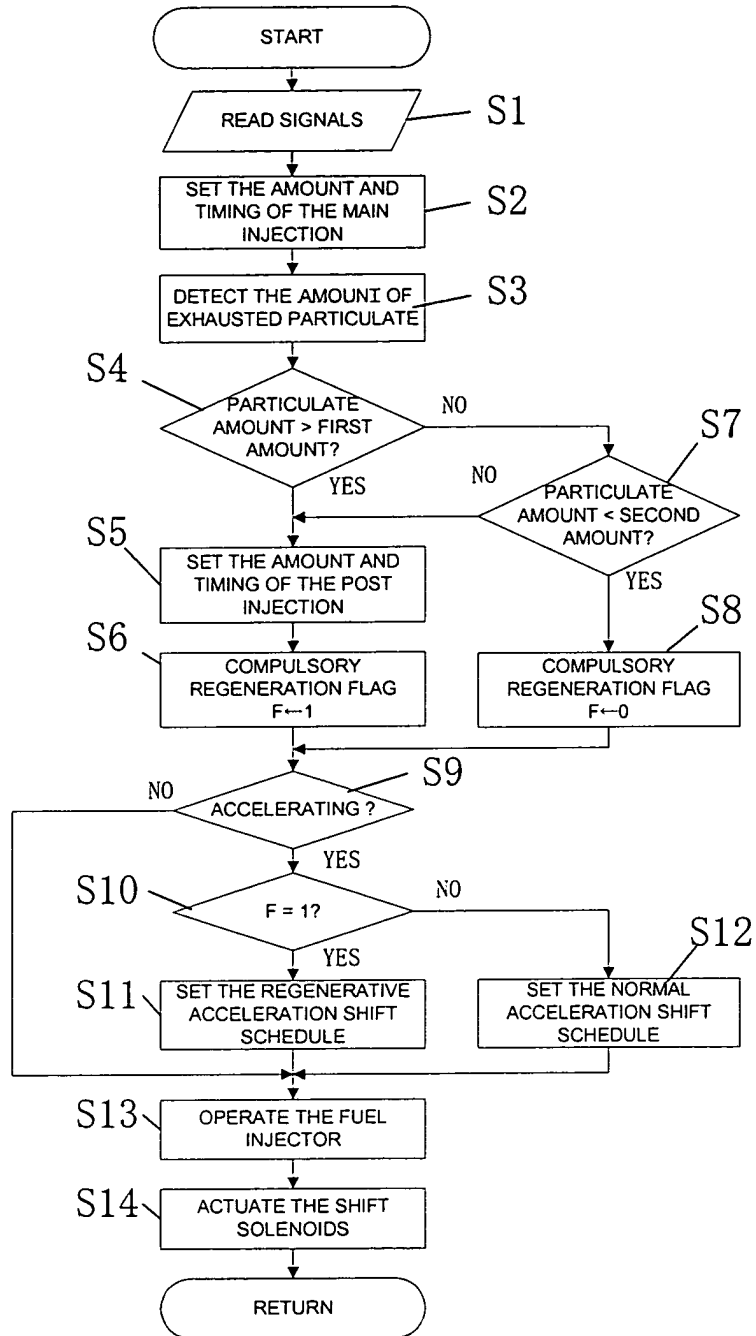 START
READ SIGNALS
S1
SET THE AMOUNT AND
TIMING OF THE MAIN
INJECTION
S2
DETECT THE AMOUNI OF
EXHAUSTED PARTICULATE
S3
S4
PARTICULATE
AMOUNT > FIRST
AMOUNT?
NO
YES
S7
NO
PARTICULATE
AMOUNT < SECOND
AMOUNT?
YES
S5
SET THE AMOUNT AND
TIMING OF THE POST
INJECTION
S6
COMPULSORY
REGENERATION FLAG
F←1
S8
COMPULSORY
REGENERATION FLAG
F←0
S9
NO
ACCELERATING ?
YES
S10
F = 1?
NO
YES
S11
SET THE REGENERATIVE
ACCELERATION SHIFT
SCHEDULE
S12
SET THE NORMAL
ACCELERATION SHIFT
SCHEDULE
S13
OPERATE THE FUEL
INJECTOR
S14
ACTUATE THE SHIFT
SOLENOIDS
RETURN